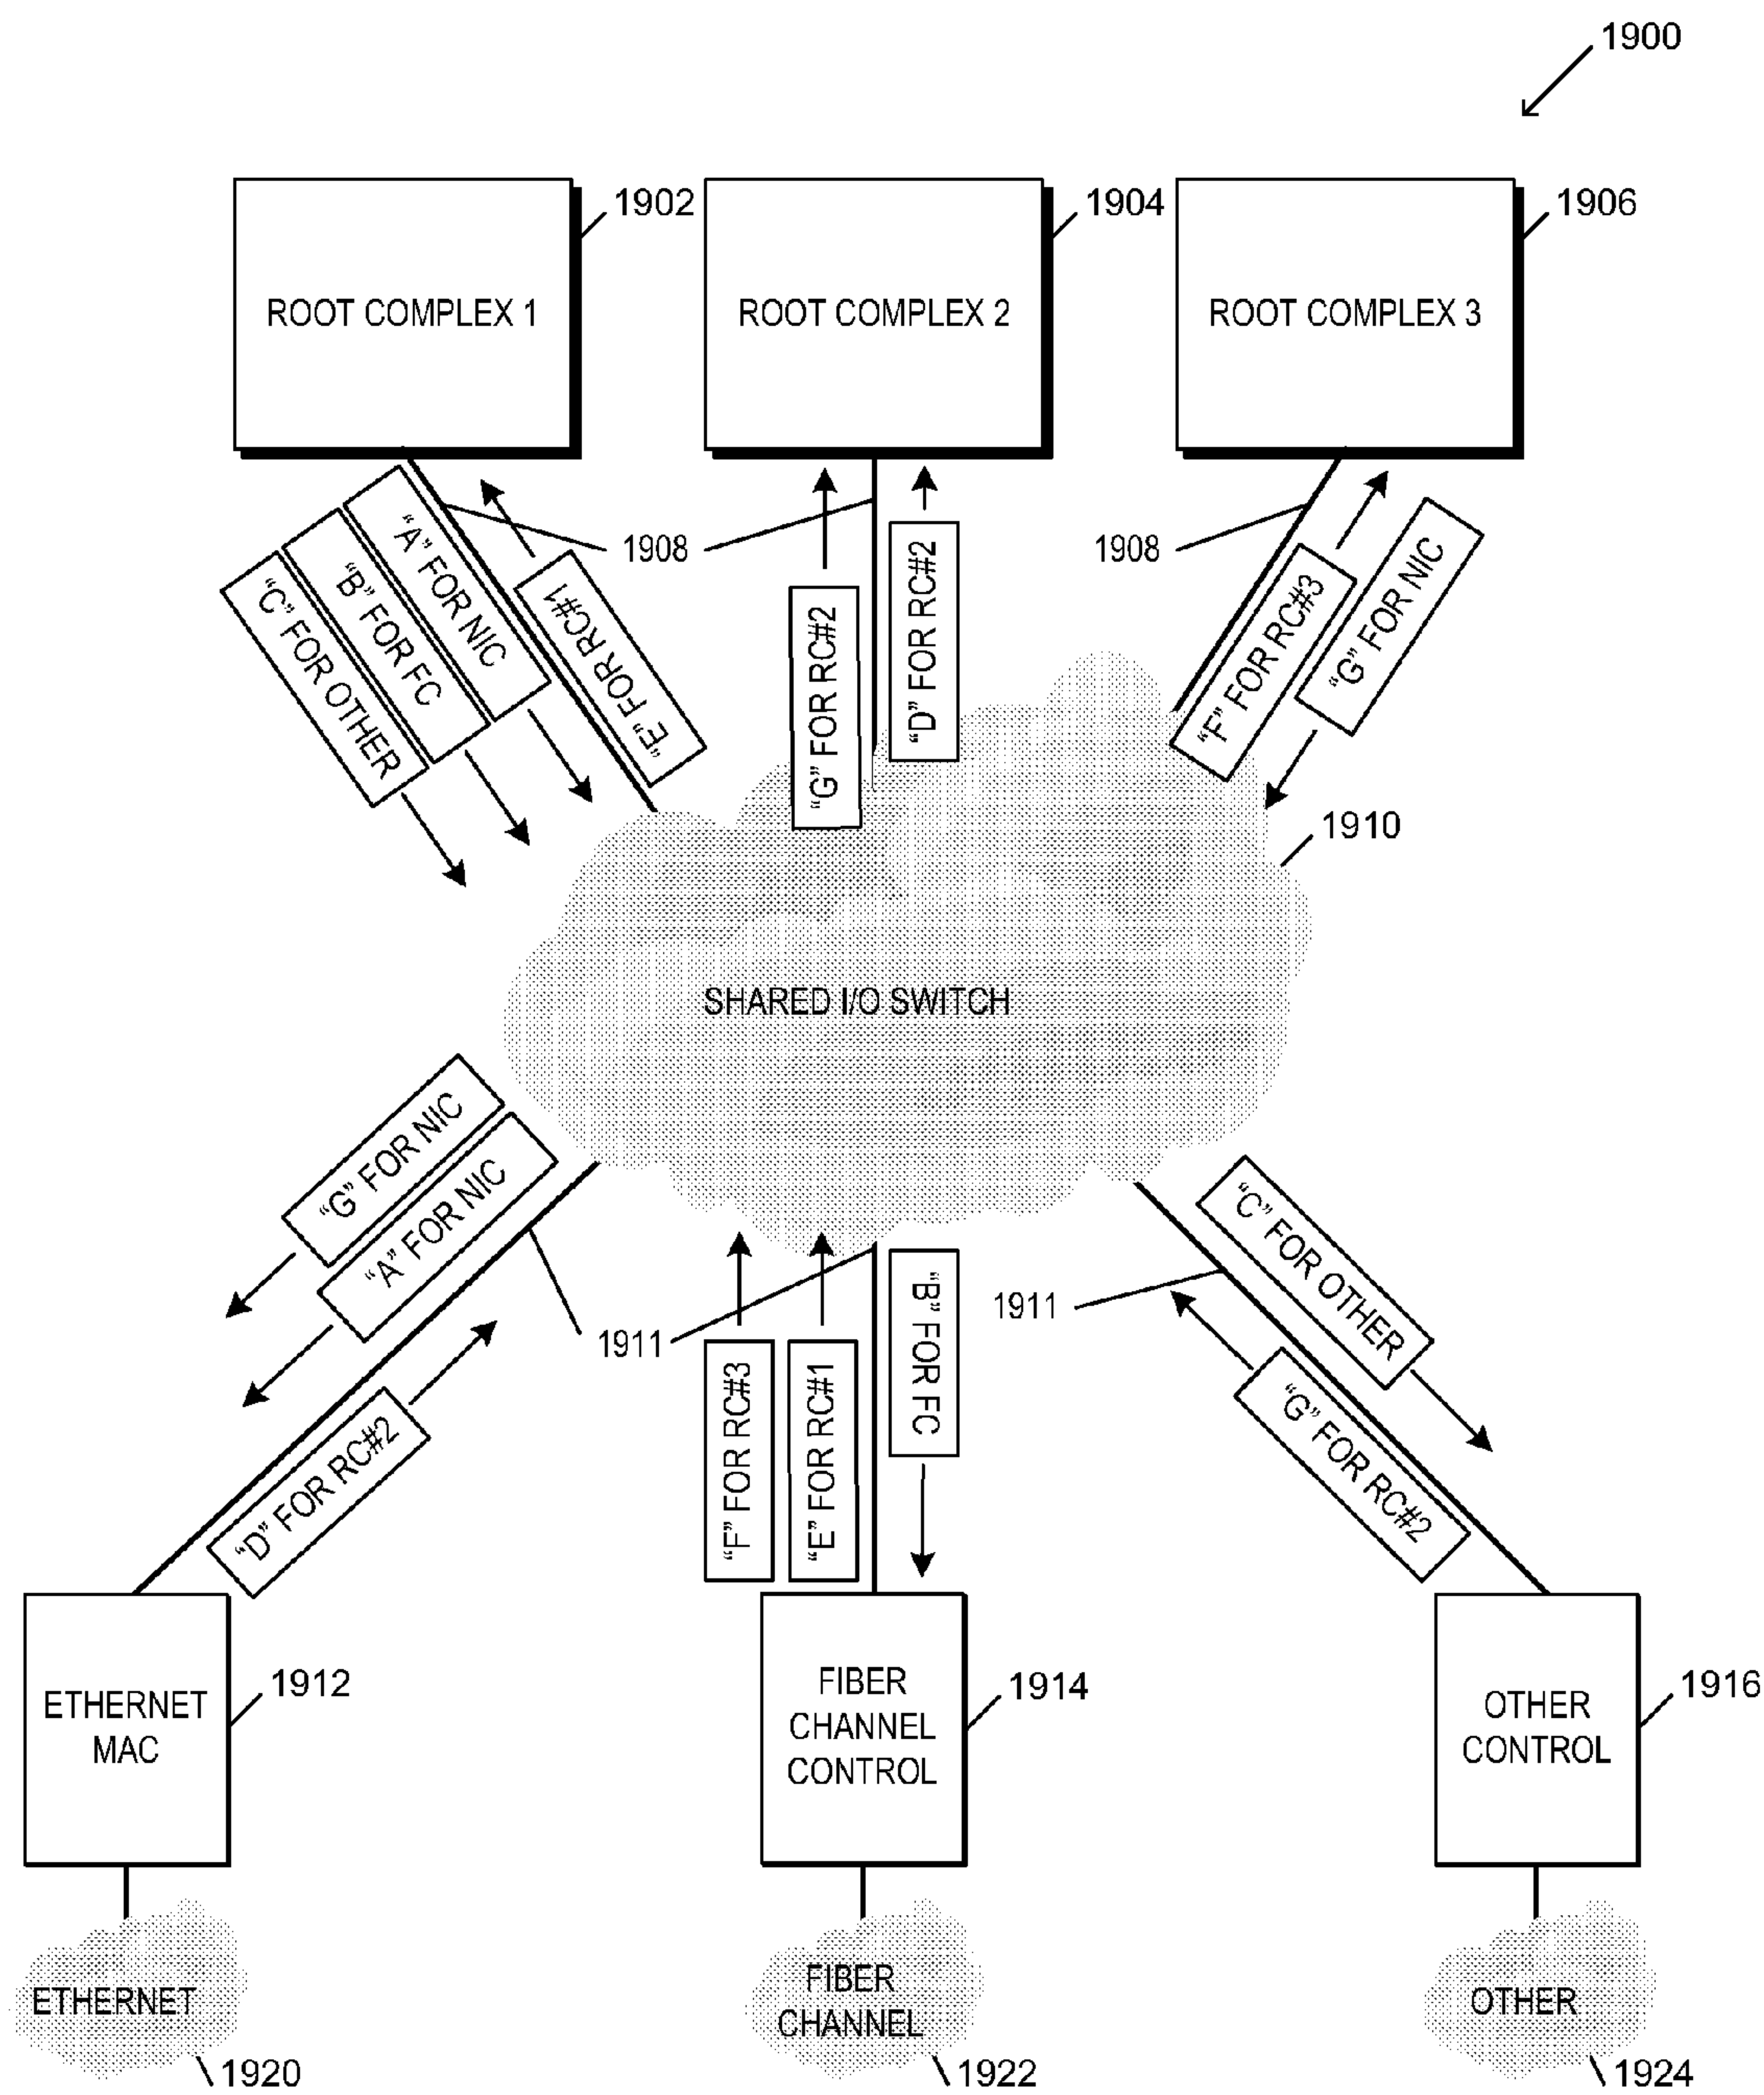 1900
1902
1904
1906
ROOT COMPLEX 1
ROOT COMPLEX 2
ROOT COMPLEX 3
1908
1908
“A” FOR NIC
“B” FOR FC
“C” FOR OTHER
“E” FOR RC#1
“G” FOR RC#2
“D” FOR RC#2
“F” FOR RC#3
“G” FOR NIC
1910
SHARED I/O SWITCH
“G” FOR NIC
“A” FOR NIC
“D” FOR RC#2
1911
“F” FOR RC#3
“E” FOR RC#1
“B” FOR FC
1911
“C” FOR OTHER
“G” FOR RC#2
ETHERNET
MAC
1912
FIBER
CHANNEL
CONTROL
1914
OTHER
CONTROL
1916
ETHERNET
1920
FIBER
CHANNEL
1922
OTHER
1924